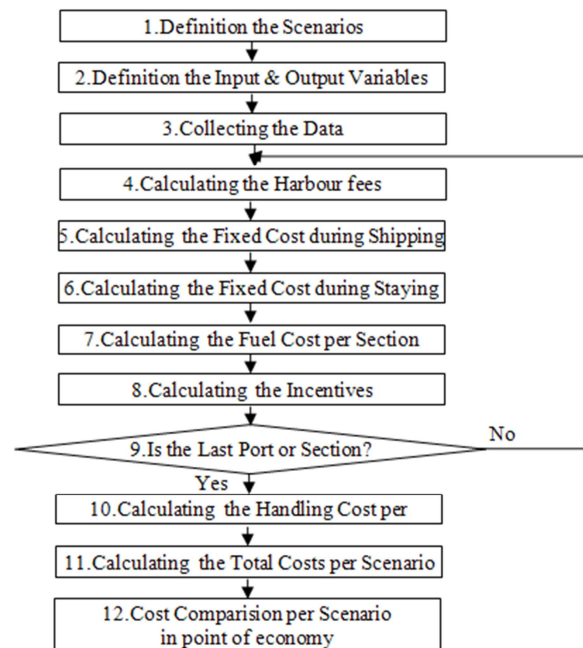 1.Definition the Scenarios
2.Definition the Input & Output Variables
3.Collecting the Data
4.Calculating the Harbour fees
5.Calculating the Fixed Cost during Shipping
6.Calculating the Fixed Cost during Staying
7.Calculating the Fuel Cost per Section
8.Calculating the Incentives
9.Is the Last Port or Section?
No
Yes
10.Calculating the Handling Cost per
11.Calculating the Total Costs per Scenario
12.Cost Comparision per Scenario
in point of economy